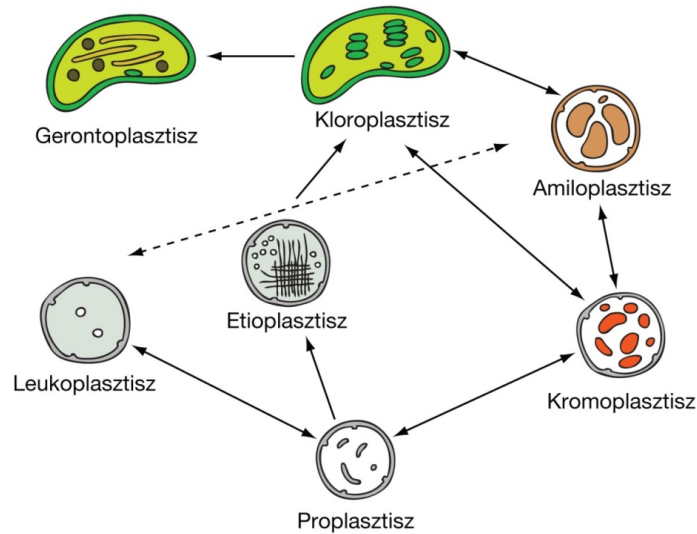 Gerontoplasztisz
Kloroplasztisz
Amiloplasztisz
Etioplasztisz
Leukoplasztisz
Kromoplasztisz
Proplasztisz